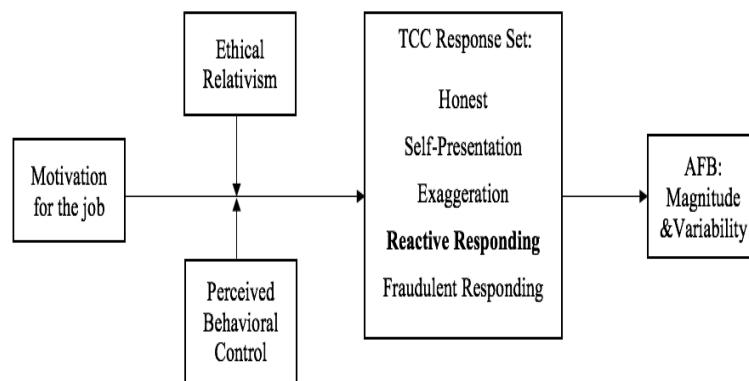 Ethical
Relativism
TCC Response Set:
Honest
Self-Presentation
Exaggeration
Reactive Responding
Fraudulent Responding
Motivation
for the job
AFB:
Magnitude
&Variability
Perceived
Behavioral
Control